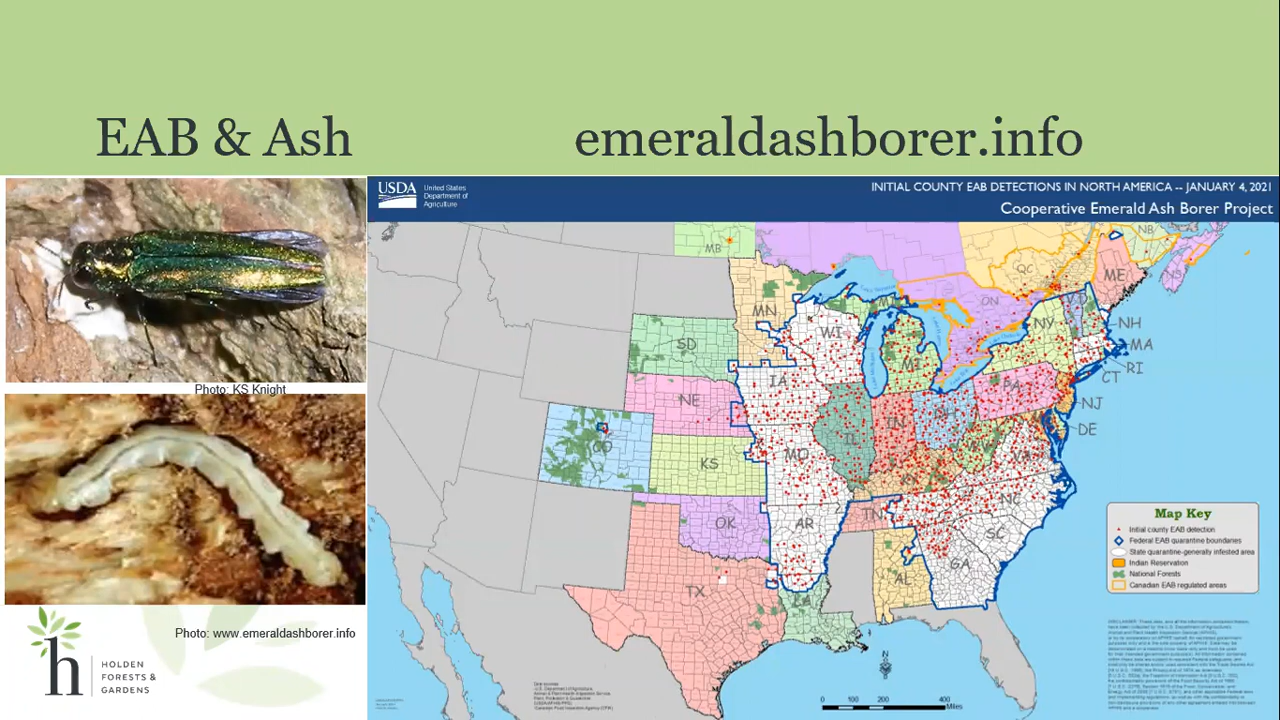 EAB & Ash
emeraldashborer.info
USDA
United States
Department of
Agriculture
INITIAL COUNTY EAB DETECTIONS IN NORTH AMERICA -- JANUARY 4, 2021
Cooperative Emerald Ash Borer Project
Photo: KS Knight
Photo: www.emeraldashborer.info
h
HOLDEN
FORESTS &
GARDENS
MB
ON
QC
NB
NS
ME
MN
WI
MI
NY
NH
MA
RI
CT
NJ
DE
SD
IA
PA
NE
IL
IN
OH
CO
KS
MO
KY
WV
VA
OK
AR
TN
NC
SC
GA
AL
TX
LA
Map Key
Initial county EAB detection
Federal EAB quarantine boundaries
State quarantine-generally infested area
Indian Reservation
National Forests
Canadian EAB regulated areas
N
0 100 200 400
Miles